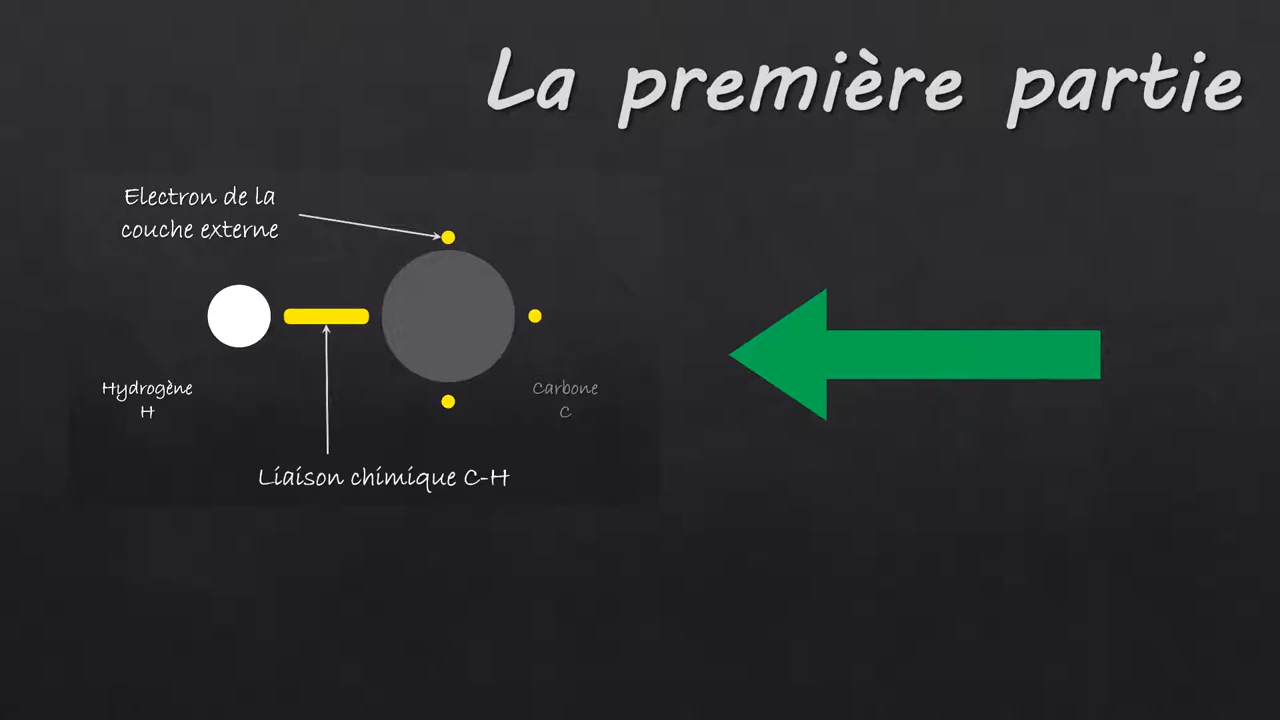 La première partie
Electron de la
couche externe
Hydrogène
H
Carbone
C
Liaison chimique C-H